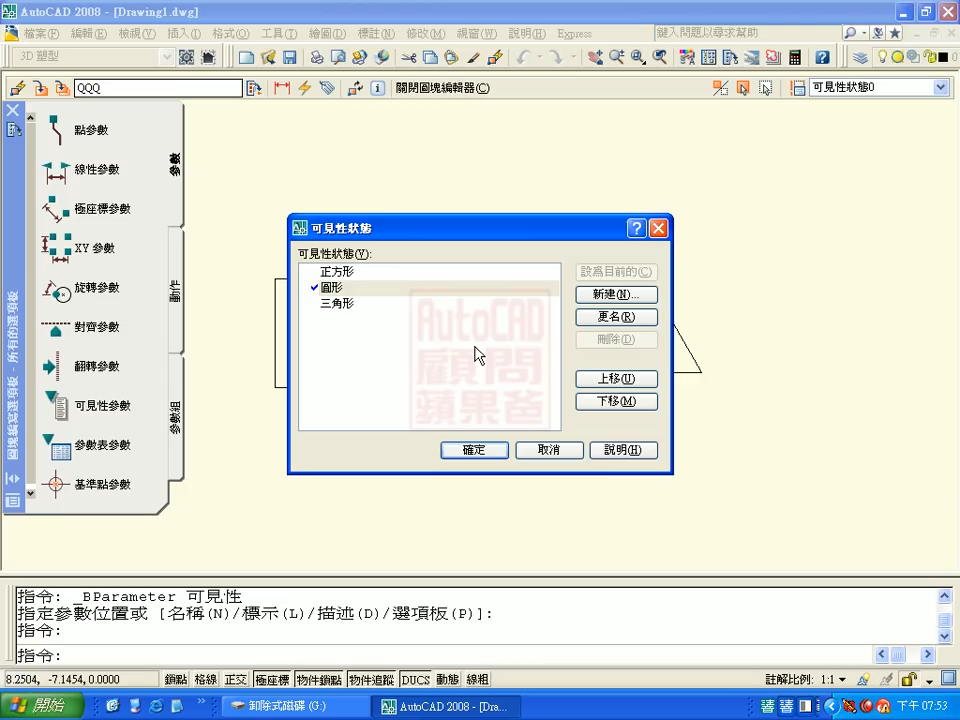 AutoCAD 2008 - [Drawing1.dwg]
檔案(F) 編輯(E) 檢視(V) 插入(I) 格式(O) 工具(T) 繪圖(D) 標註(N) 修改(M) 視窗(W) 說明(H) Express 鍵入問題以尋求幫助
3D 塑型
QQQ 關閉圖塊編輯器(C) 可見性狀態0
點參數
線性參數
極座標參數
XY 參數
旋轉參數
對齊參數
翻轉參數
可見性參數
參數表參數
基準點參數
參數
動作
參數組
圖塊編寫選項板 - 所有的選項板
可見性狀態
可見性狀態(Y):
正方形
圓形
三角形
設為目前的(C)
新建(N)...
更名(R)
刪除(D)
上移(U)
下移(M)
確定 取消 說明(H)
AutoCAD
顧問
蘋果爸
指令: _BParameter 可見性
指定參數位置或 [名稱(N)/標示(L)/描述(D)/選項板(P)]:
指令:
指令:
8.2504, -7.1454, 0.0000 鎖點 格線 正交 極座標 物件鎖點 物件追蹤 DUCS 動態 線粗 註解比例: 1:1
開始 卸除式磁碟 (G:) AutoCAD 2008 - [Dra... 下午 07:53